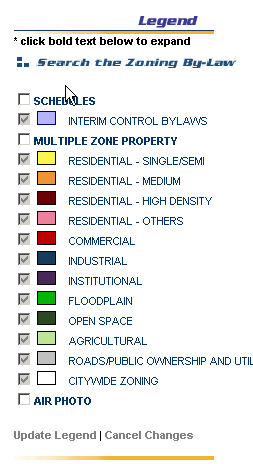 Legend
* click bold text below to expand
Search the Zoning By-Law
SCHEDULES
INTERIM CONTROL BYLAWS
MULTIPLE ZONE PROPERTY
RESIDENTIAL - SINGLE/SEMI
RESIDENTIAL - MEDIUM
RESIDENTIAL - HIGH DENSITY
RESIDENTIAL - OTHERS
COMMERCIAL
INDUSTRIAL
INSTITUTIONAL
FLOODPLAIN
OPEN SPACE
AGRICULTURAL
ROADS/PUBLIC OWNERSHIP AND UTIL
CITYWIDE ZONING
AIR PHOTO
Update Legend | Cancel Changes